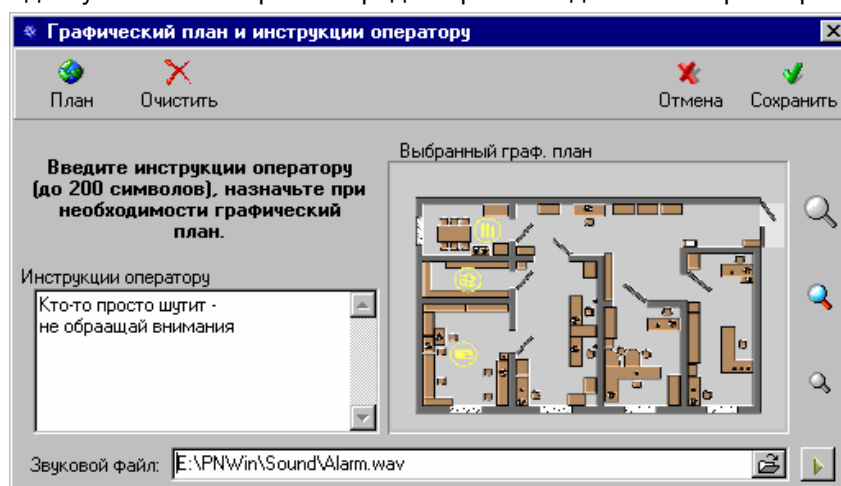 Графический план и инструкции оператору
План
Очистить
Отмена
Сохранить
Введите инструкции оператору
(до 200 символов), назначьте при
необходимости графический
план.
Выбранный граф. план
Инструкции оператору
Кто-то просто шутит -
не обраащай внимания
Звуковой файл:
E:\PNWin\Sound\Alarm.wav